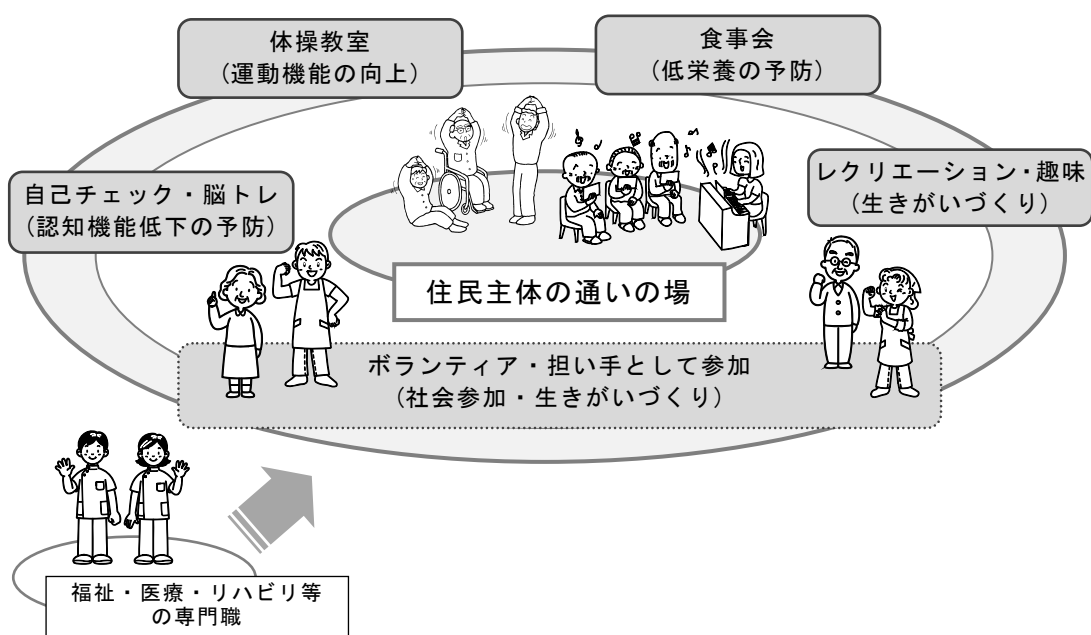 体操教室
(運動機能の向上)
食事会
(低栄養の予防)
自己チェック・脳トレ
(認知機能低下の予防)
レクリエーション・趣味
(生きがいづくり)
住民主体の通いの場
ボランティア・担い手として参加
(社会参加・生きがいづくり)
福祉・医療・リハビリ等
の専門職